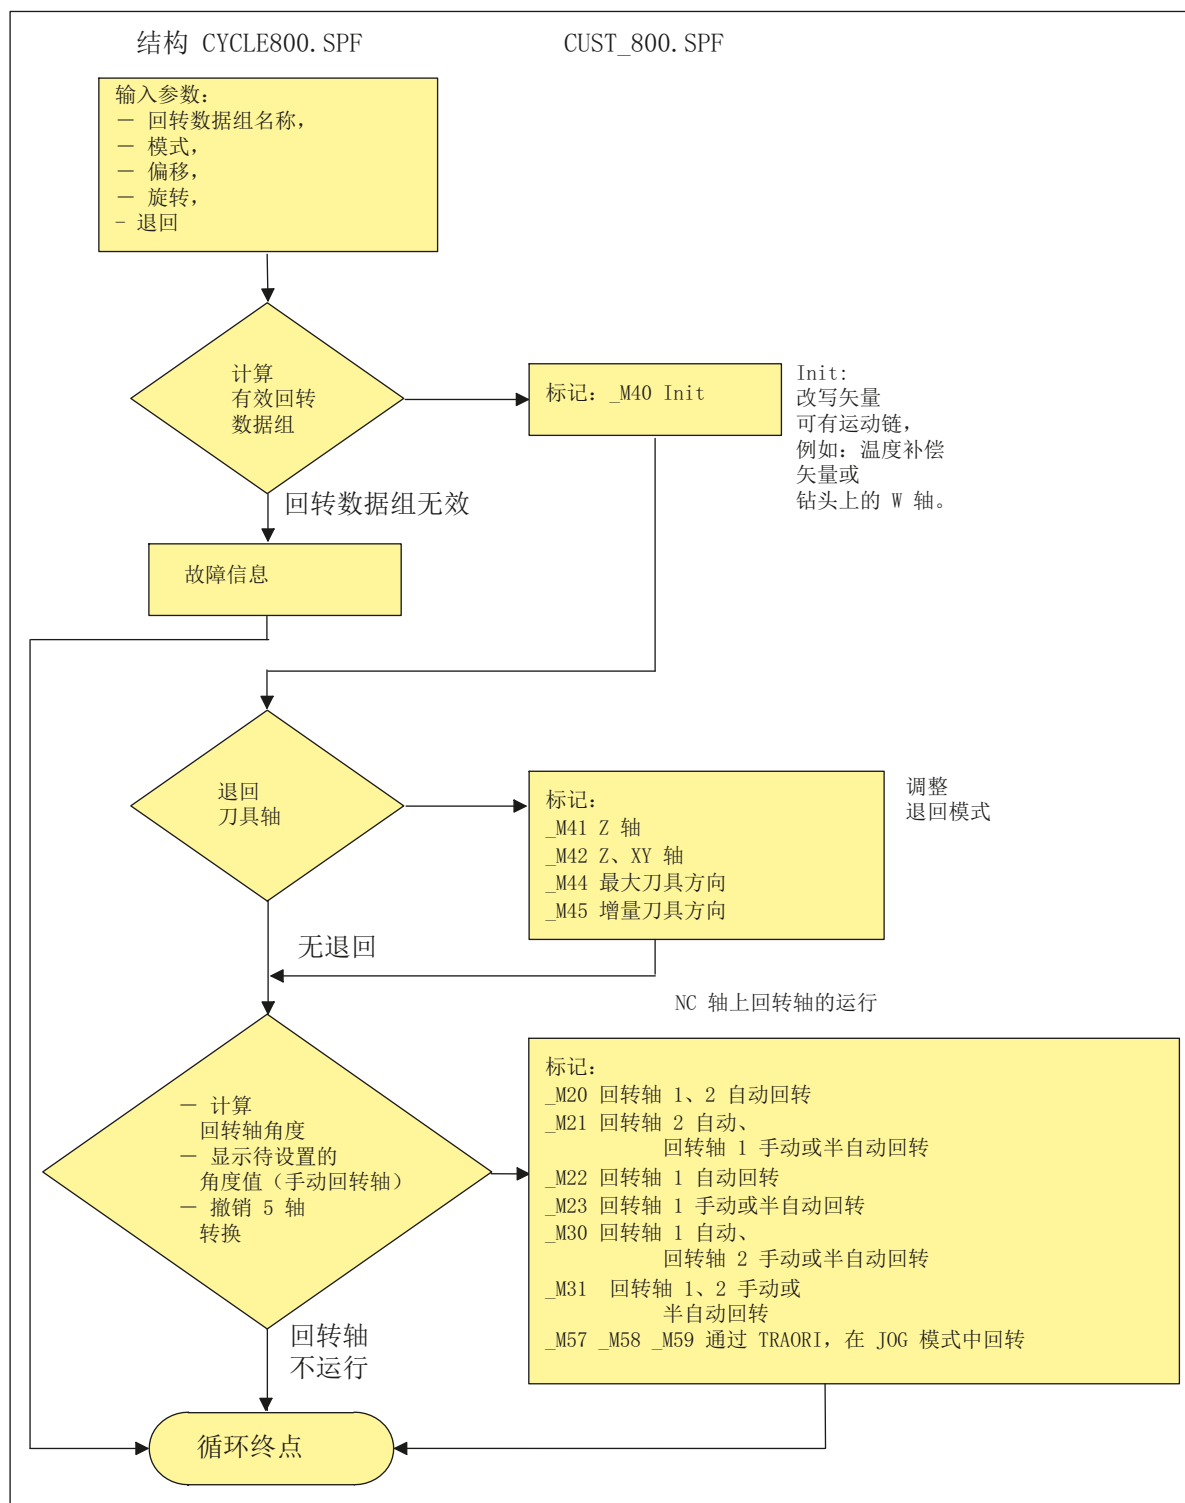 结构 CYCLE800.SPF
CUST_800.SPF
输入参数：
— 回转数据组名称，
— 模式，
— 偏移，
— 旋转，
- 退回
计算
有效回转
数据组
标记：_M40 Init
Init:
改写矢量
可有运动链，
例如：温度补偿
矢量或
钻头上的 W 轴。
回转数据组无效
故障信息
退回
刀具轴
标记：
_M41 Z 轴
_M42 Z、XY 轴
_M44 最大刀具方向
_M45 增量刀具方向
调整
退回模式
无退回
NC 轴上回转轴的运行
— 计算
回转轴角度
— 显示待设置的
角度值（手动回转轴）
— 撤销 5 轴
转换
标记：
_M20 回转轴 1、2 自动回转
_M21 回转轴 2 自动、
回转轴 1 手动或半自动回转
_M22 回转轴 1 自动回转
_M23 回转轴 1 手动或半自动回转
_M30 回转轴 1 自动、
回转轴 2 手动或半自动回转
_M31 回转轴 1、2 手动或
半自动回转
_M57 _M58 _M59 通过 TRAORI，在 JOG 模式中回转
回转轴
不运行
循环终点